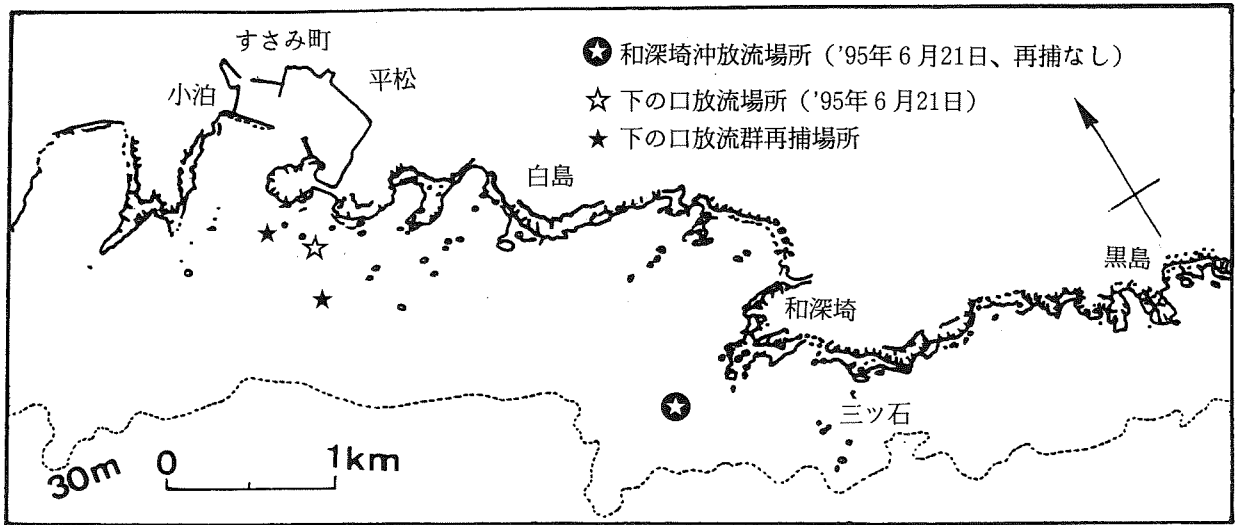 すさみ町
小泊
平松
和深埼沖放流場所（'95年6月21日、再捕なし）
☆ 下の口放流場所（'95年6月21日）
★ 下の口放流群再捕場所
白島
黒島
和深埼
三ッ石
30m
0 1km